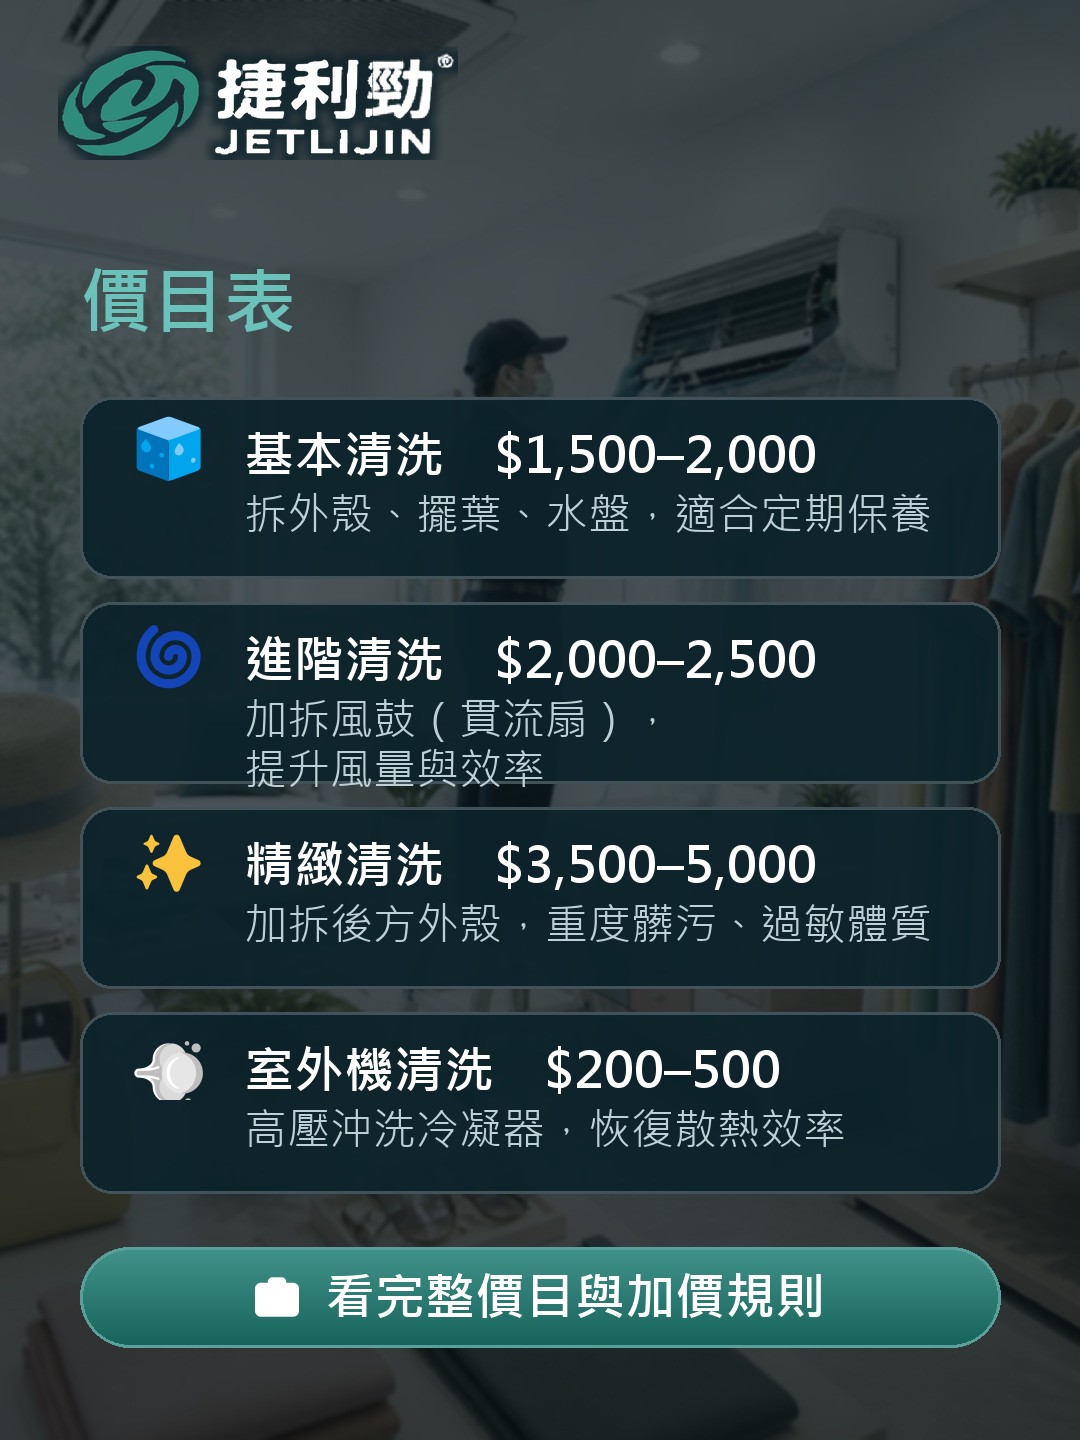 捷利勁®
JETLIJIN
價目表
基本清洗 $1,500–2,000
拆外殼、擺葉、水盤，適合定期保養
進階清洗 $2,000–2,500
加拆風鼓（貫流扇），
提升風量與效率
精緻清洗 $3,500–5,000
加拆後方外殼，重度髒污、過敏體質
室外機清洗 $200–500
高壓沖洗冷凝器，恢復散熱效率
看完整價目與加價規則